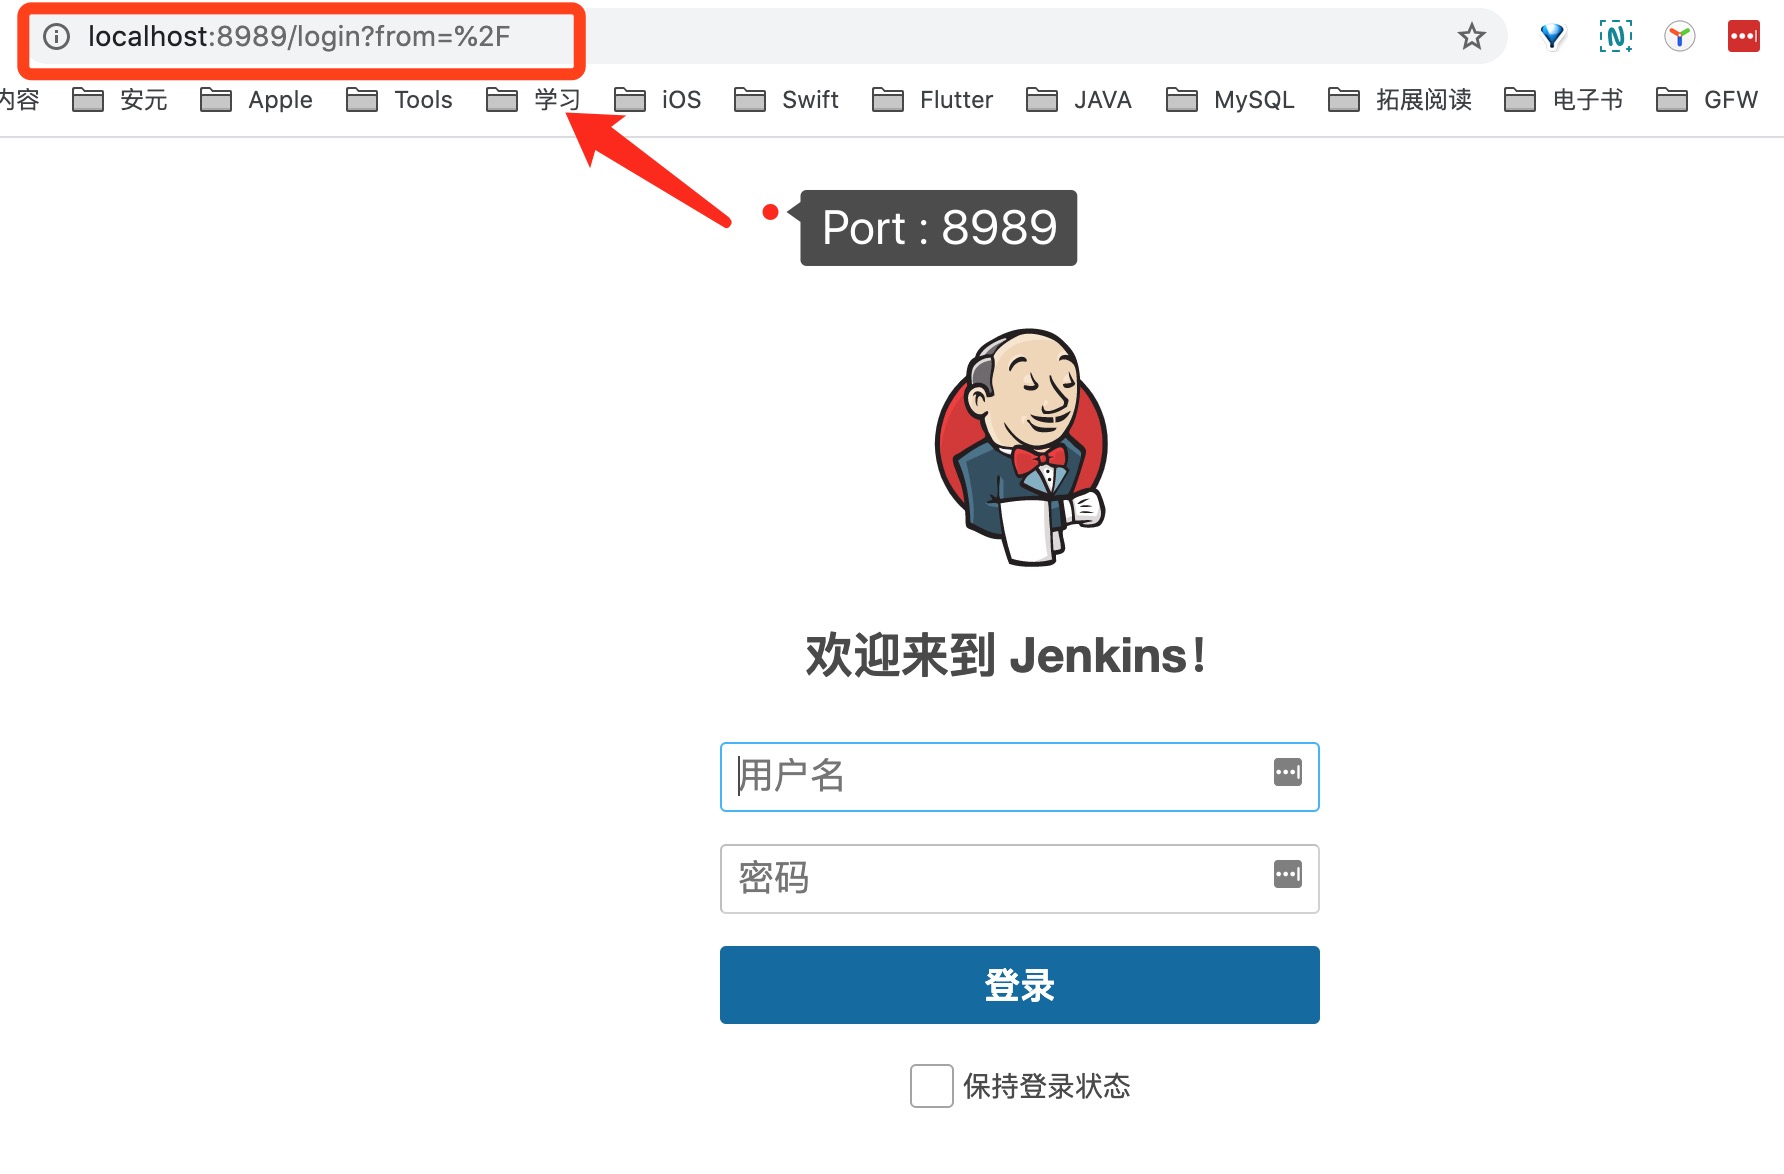 localhost:8989/login?from=%2F
内容 安元 Apple Tools 学习 iOS Swift Flutter JAVA MySQL 拓展阅读 电子书 GFW
Port : 8989
欢迎来到 Jenkins!
用户名
密码
登录
保持登录状态